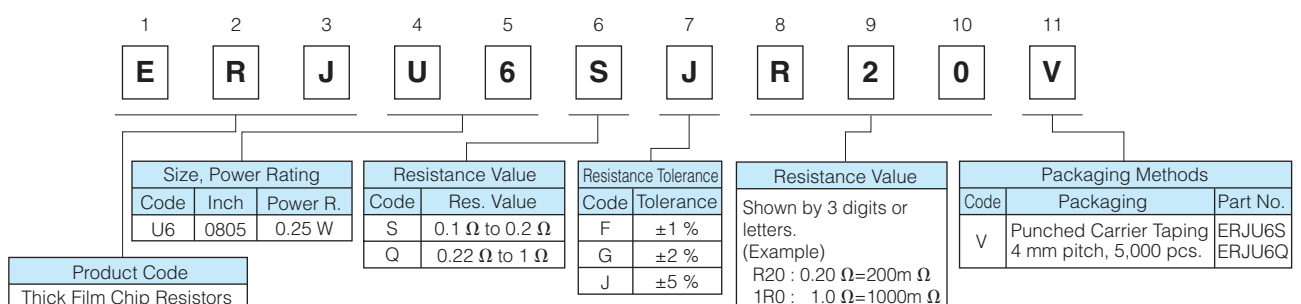 1 2 3 4 5 6 7 8 9 10 11
E R J U 6 S J R 2 0 V
Size, Power Rating
Code Inch Power R.
U6 0805 0.25 W
Resistance Value
Code Res. Value
S 0.1 Ω to 0.2 Ω
Q 0.22 Ω to 1 Ω
Resistance Tolerance
Code Tolerance
F ±1 %
G ±2 %
J ±5 %
Resistance Value
Shown by 3 digits or
letters.
(Example)
R20 : 0.20 Ω=200m Ω
1R0 : 1.0 Ω=1000m Ω
Packaging Methods
Code Packaging Part No.
V Punched Carrier Taping ERJU6S
4 mm pitch, 5,000 pcs. ERJU6Q
Product Code
Thick Film Chip Resistors